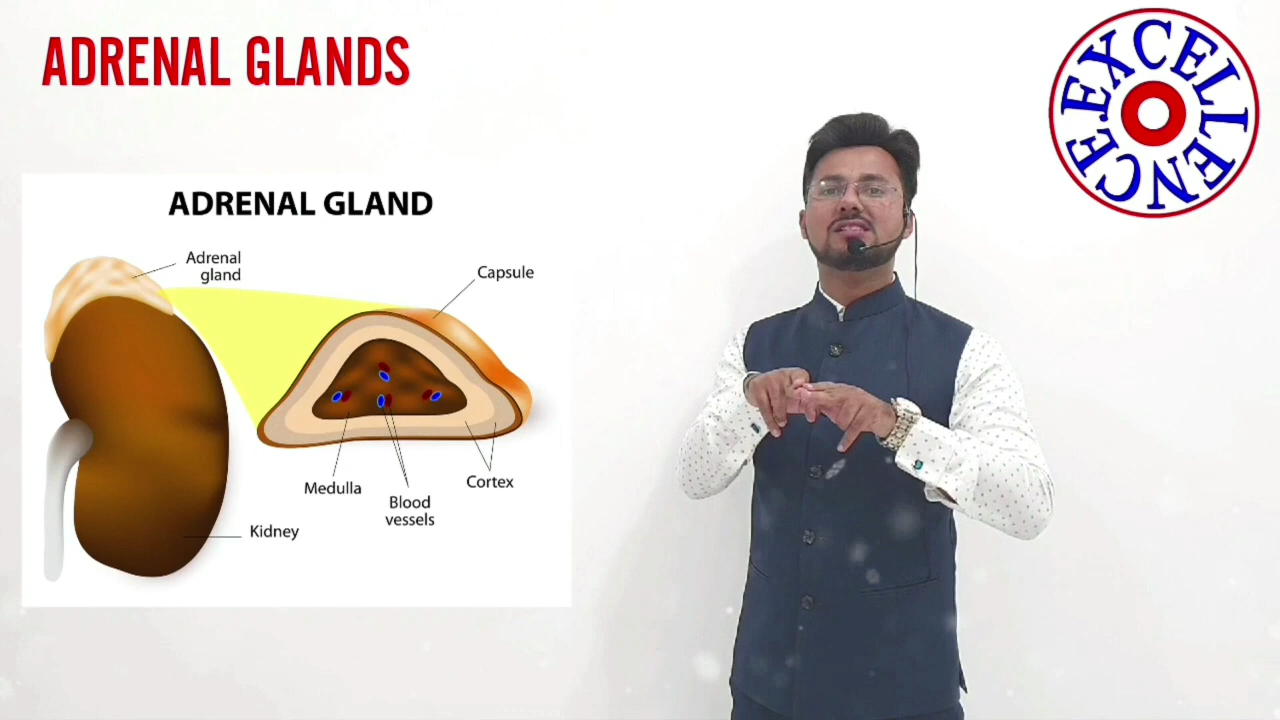 ADRENAL GLANDS
EXCELLENCE
ADRENAL GLAND
Adrenal
gland
Capsule
Medulla
Blood
vessels
Cortex
Kidney